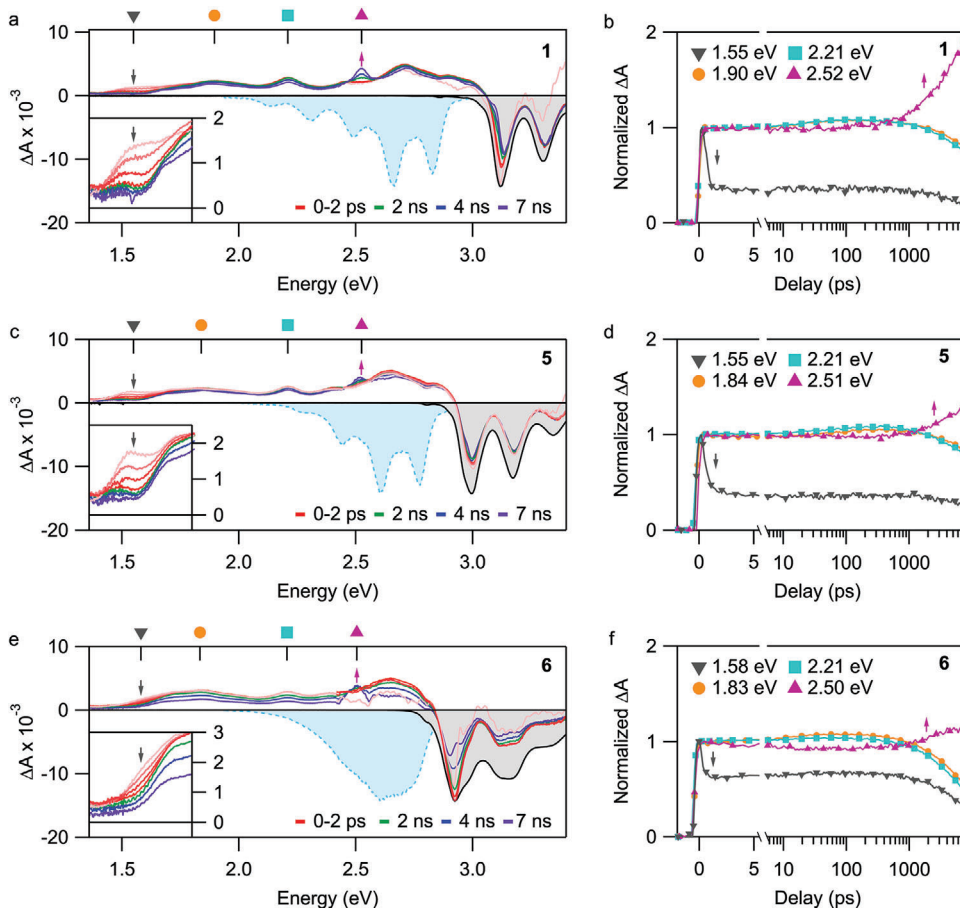 a
1
10
0
-10
-20
ΔA x 10⁻³
2
1
0
0-2 ps 2 ns 4 ns 7 ns
1.5 2.0 2.5 3.0
Energy (eV)
b
1
2
1
0
Normalized ΔA
1.55 eV 2.21 eV
1.90 eV 2.52 eV
0 5 10 100 1000
Delay (ps)
c
5
10
0
-10
-20
ΔA x 10⁻³
2
1
0
0-2 ps 2 ns 4 ns 7 ns
1.5 2.0 2.5 3.0
Energy (eV)
d
5
2
1
0
Normalized ΔA
1.55 eV 2.21 eV
1.84 eV 2.51 eV
0 5 10 100 1000
Delay (ps)
e
6
10
0
-10
-20
ΔA x 10⁻³
3
2
1
0
0-2 ps 2 ns 4 ns 7 ns
1.5 2.0 2.5 3.0
Energy (eV)
f
6
2
1
0
Normalized ΔA
1.58 eV 2.21 eV
1.83 eV 2.50 eV
0 5 10 100 1000
Delay (ps)